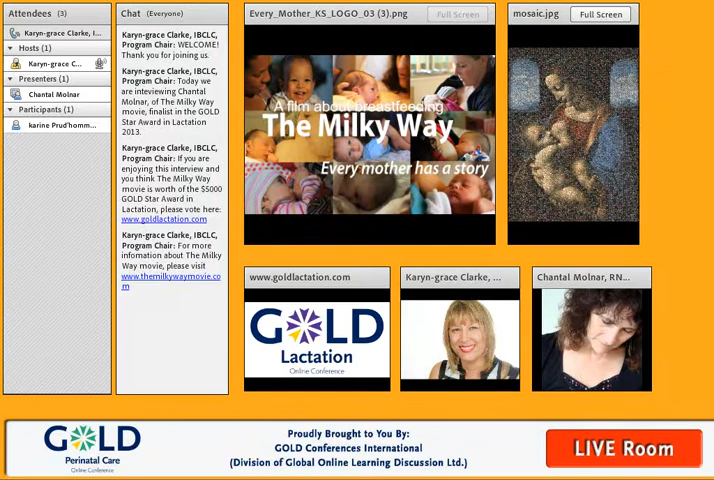 Attendees (3)
Karyn-grace Clarke, I...
Hosts (1)
Karyn-grace C...
Presenters (1)
Chantal Molnar
Participants (1)
karine Prud'homm...
Chat (Everyone)
Karyn-grace Clarke, IBCLC,
Program Chair: WELCOME!
Thank you for joining us.
Karyn-grace Clarke, IBCLC,
Program Chair: Today we
are inteviewing Chantal
Molnar, of The Milky Way
movie, finalist in the GOLD
Star Award in Lactation
2013.
Karyn-grace Clarke, IBCLC,
Program Chair: If you are
enjoying this interview and
you think The Milky Way
movie is worth of the $5000
GOLD Star Award in
Lactation, please vote here:
www.goldlactation.com
Karyn-grace Clarke, IBCLC,
Program Chair: For more
infomation about The Milky
Way movie, please visit
www.themilkywaymovie.co
m
Every_Mother_KS_LOGO_03 (3).png
Full Screen
A film about breastfeeding
The Milky Way
Every mother has a story
mosaic.jpg
Full Screen
www.goldlactation.com
GOLD
Lactation
Online Conference
Karyn-grace Clarke, ...
Chantal Molnar, RN...
GOLD
Perinatal Care
Online Conference
Proudly Brought to You By:
GOLD Conferences International
(Division of Global Online Learning Discussion Ltd.)
LIVE Room